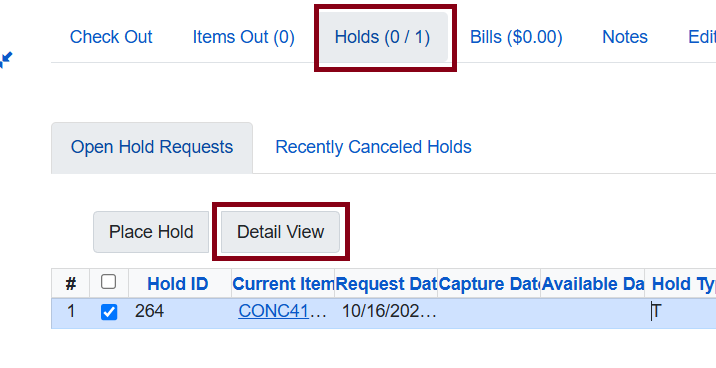 Check Out Items Out (0) Holds (0 / 1) Bills ($0.00) Notes Edit
Open Hold Requests Recently Canceled Holds
Place Hold Detail View
# Hold ID Current Item Request Dat Capture Date Available Da Hold Ty
1 264 CONC41... 10/16/202... T